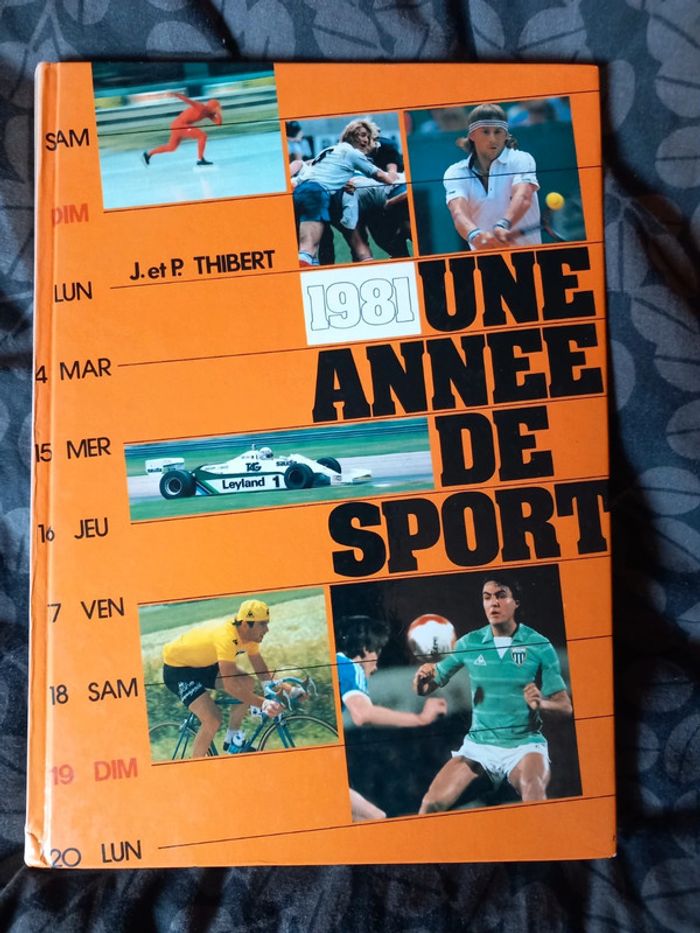 SAM
DIM
J. et P. THIBERT
LUN
1981 UNE
ANNEE
4 MAR
DE
15 MER
TAG
Leyland 1
SPORT
16 JEU
7 VEN
18 SAM
19 DIM
20 LUN